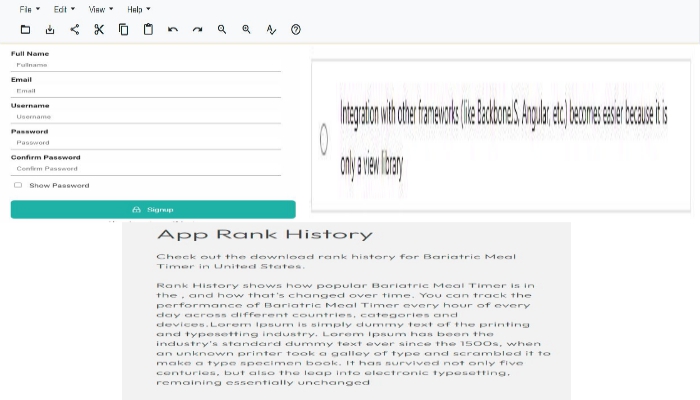 File Edit View Help
Full Name
Fullname
Email
Email
Username
Username
Password
Password
Confirm Password
Confirm Password
Show Password
Signup
Integration with other frameworks (like BackboneJS, Angular, etc.) becomes easier because it is
only a view library
App Rank History
Check out the download rank history for Bariatric Meal
Timer in United States.
Rank History shows how popular Bariatric Meal Timer is in
the , and how that's changed over time. You can track the
performance of Bariatric Meal Timer every hour of every
day across different countries, categories and
devices.Lorem Ipsum is simply dummy text of the printing
and typesetting industry. Lorem Ipsum has been the
industry's standard dummy text ever since the 1500s, when
an unknown printer took a galley of type and scrambled it to
make a type specimen book. It has survived not only five
centuries, but also the leap into electronic typesetting,
remaining essentially unchanged